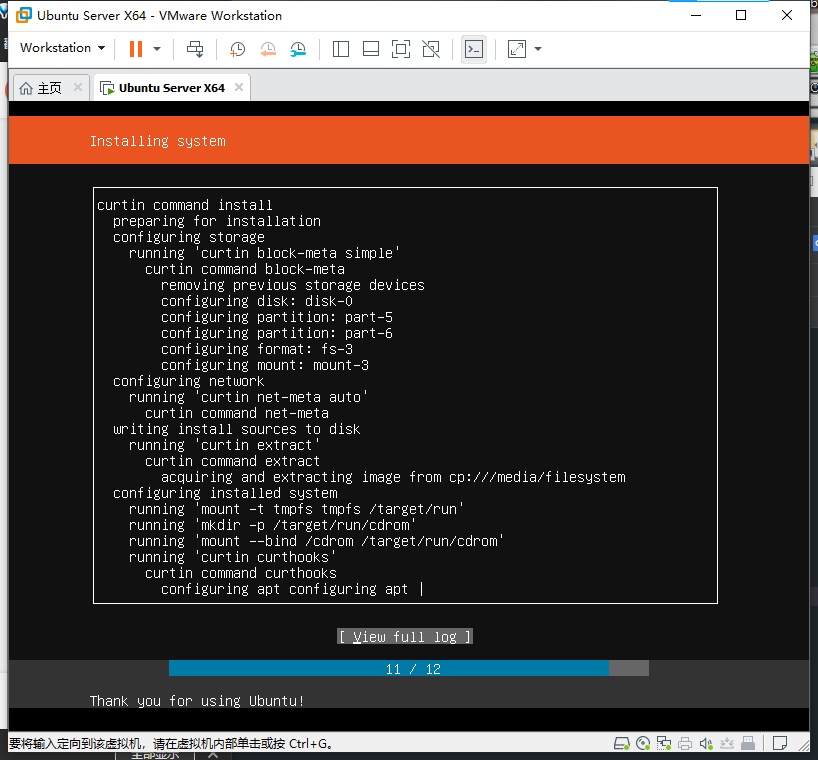 Ubuntu Server X64 - VMware Workstation
Workstation
主页
Ubuntu Server X64
Installing system
curtin command install
preparing for installation
configuring storage
running 'curtin block-meta simple'
curtin command block-meta
removing previous storage devices
configuring disk: disk-0
configuring partition: part-5
configuring partition: part-6
configuring format: fs-3
configuring mount: mount-3
configuring network
running 'curtin net-meta auto'
curtin command net-meta
writing install sources to disk
running 'curtin extract'
curtin command extract
acquiring and extracting image from cp:///media/filesystem
configuring installed system
running 'mount -t tmpfs tmpfs /target/run'
running 'mkdir -p /target/run/cdrom'
running 'mount --bind /cdrom /target/run/cdrom'
running 'curtin curthooks'
curtin command curthooks
configuring apt configuring apt |
[ View full log ]
11 / 12
Thank you for using Ubuntu!
要将输入定向到该虚拟机，请在虚拟机内部单击或按 Ctrl+G。
全部显示